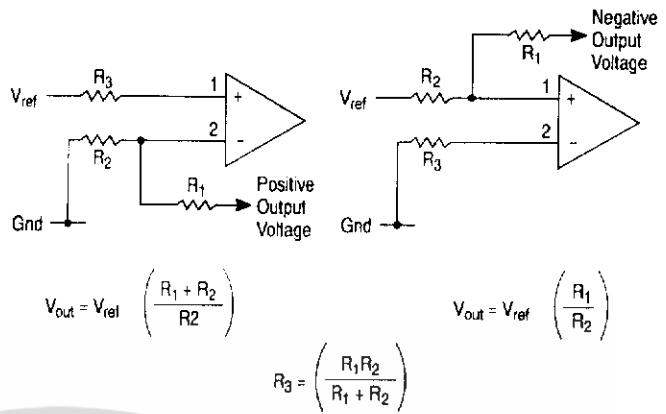 Vref
R3
1
+
2
−
R2
R1
Positive
Output
Voltage
Gnd
Vout = Vref ( R1 + R2 / R2 )
Negative
Output
Voltage
R1
R2
1
+
Vref
2
−
R3
Gnd
Vout = Vref ( R1 / R2 )
R3 = ( R1R2 / R1 + R2 )